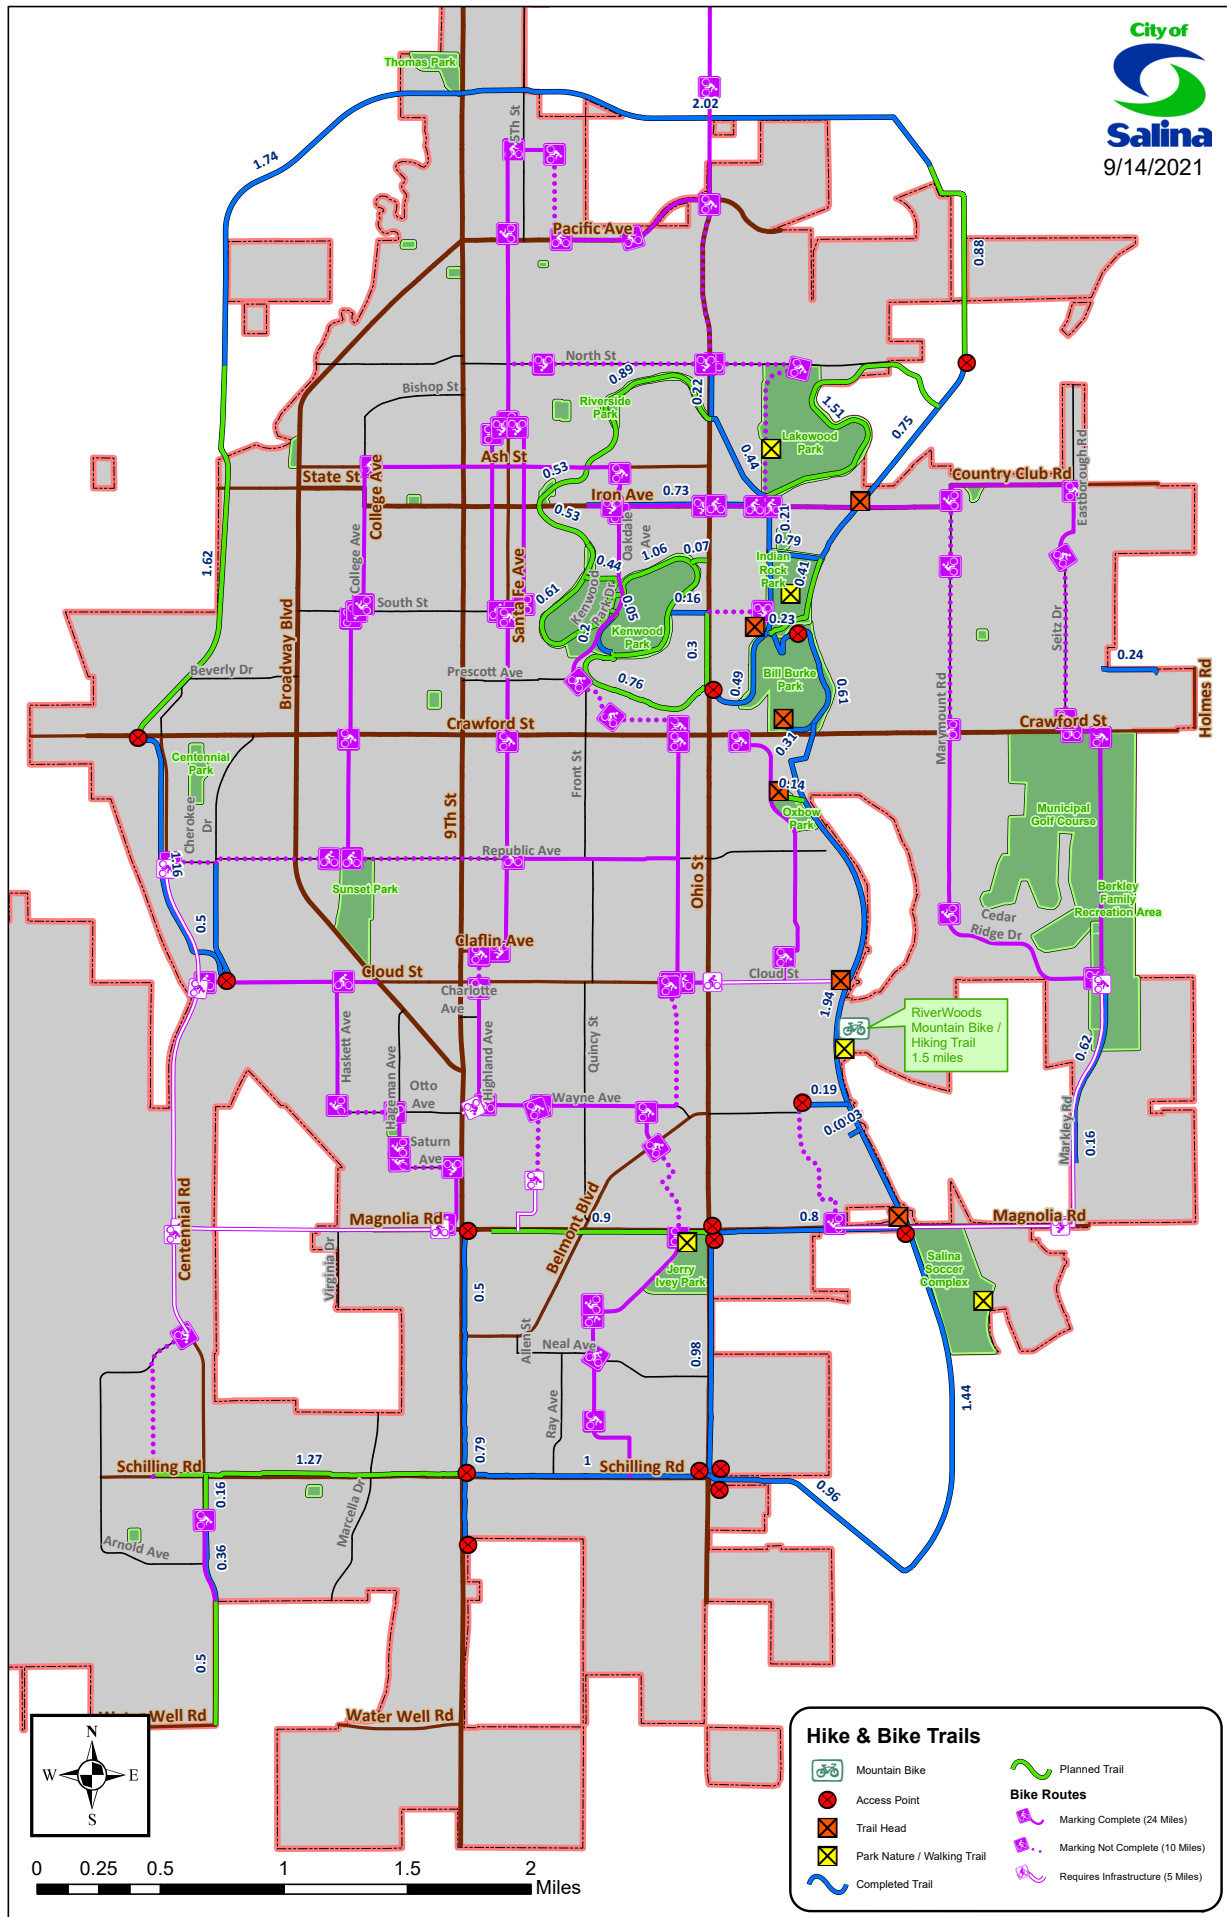 City of
Salina
9/14/2021
Thomas Park
2.02
1.74
5Th St
Pacific Ave
0.88
North St
0.89
0.22
Bishop St
Riverside
Park
1.51
0.75
Lakewood
Park
0.44
Ash St
State St
College Ave
0.53
Iron Ave
0.73
Country Club Rd
Eastborough Rd
0.53
Oakdale
Ave
0.21
0.79
1.06
0.07
Indian
Rock
Park
0.41
1.62
College Ave
0.44
0.61
Kenwood
Park Dr
0.05
0.16
South St
Santa Fe Ave
0.2
Kenwood
Park
0.23
0.3
Seitz Dr
Broadway Blvd
Beverly Dr
Prescott Ave
0.76
0.49
Bill Burke
Park
0.61
0.24
Holmes Rd
Marymount Rd
Crawford St
0.31
Crawford St
Centennial
Park
Front St
0.14
Oxbow
Park
Cherokee
Dr
9Th St
Municipal
Golf Course
1.16
Republic Ave
Sunset Park
Ohio St
Berkley
Family
Recreation Area
0.5
Cedar
Ridge Dr
Claflin Ave
Cloud St
Cloud St
Charlotte
Ave
1.94
RiverWoods
Mountain Bike /
Hiking Trail
1.5 miles
Haskett Ave
Hageman Ave
Highland Ave
Quincy St
0.62
Otto
Ave
Wayne Ave
0.19
0.03
Markley Rd
0.16
Saturn
Ave
Centennial Rd
Magnolia Rd
0.9
Belmont Blvd
0.8
Magnolia Rd
Virginia Dr
Jerry
Ivey Park
Salina
Soccer
Complex
0.5
Allen St
Neal Ave
0.98
1.44
Ray Ave
Schilling Rd
1.27
0.79
1
Schilling Rd
0.96
0.16
Marcella Dr
Arnold Ave
0.36
0.5
Well Rd
Water Well Rd
N
W
E
S
0
0.25
0.5
1
1.5
2
Miles
Hike & Bike Trails
Mountain Bike
Access Point
Trail Head
Park Nature / Walking Trail
Completed Trail
Planned Trail
Bike Routes
Marking Complete (24 Miles)
Marking Not Complete (10 Miles)
Requires Infrastructure (5 Miles)